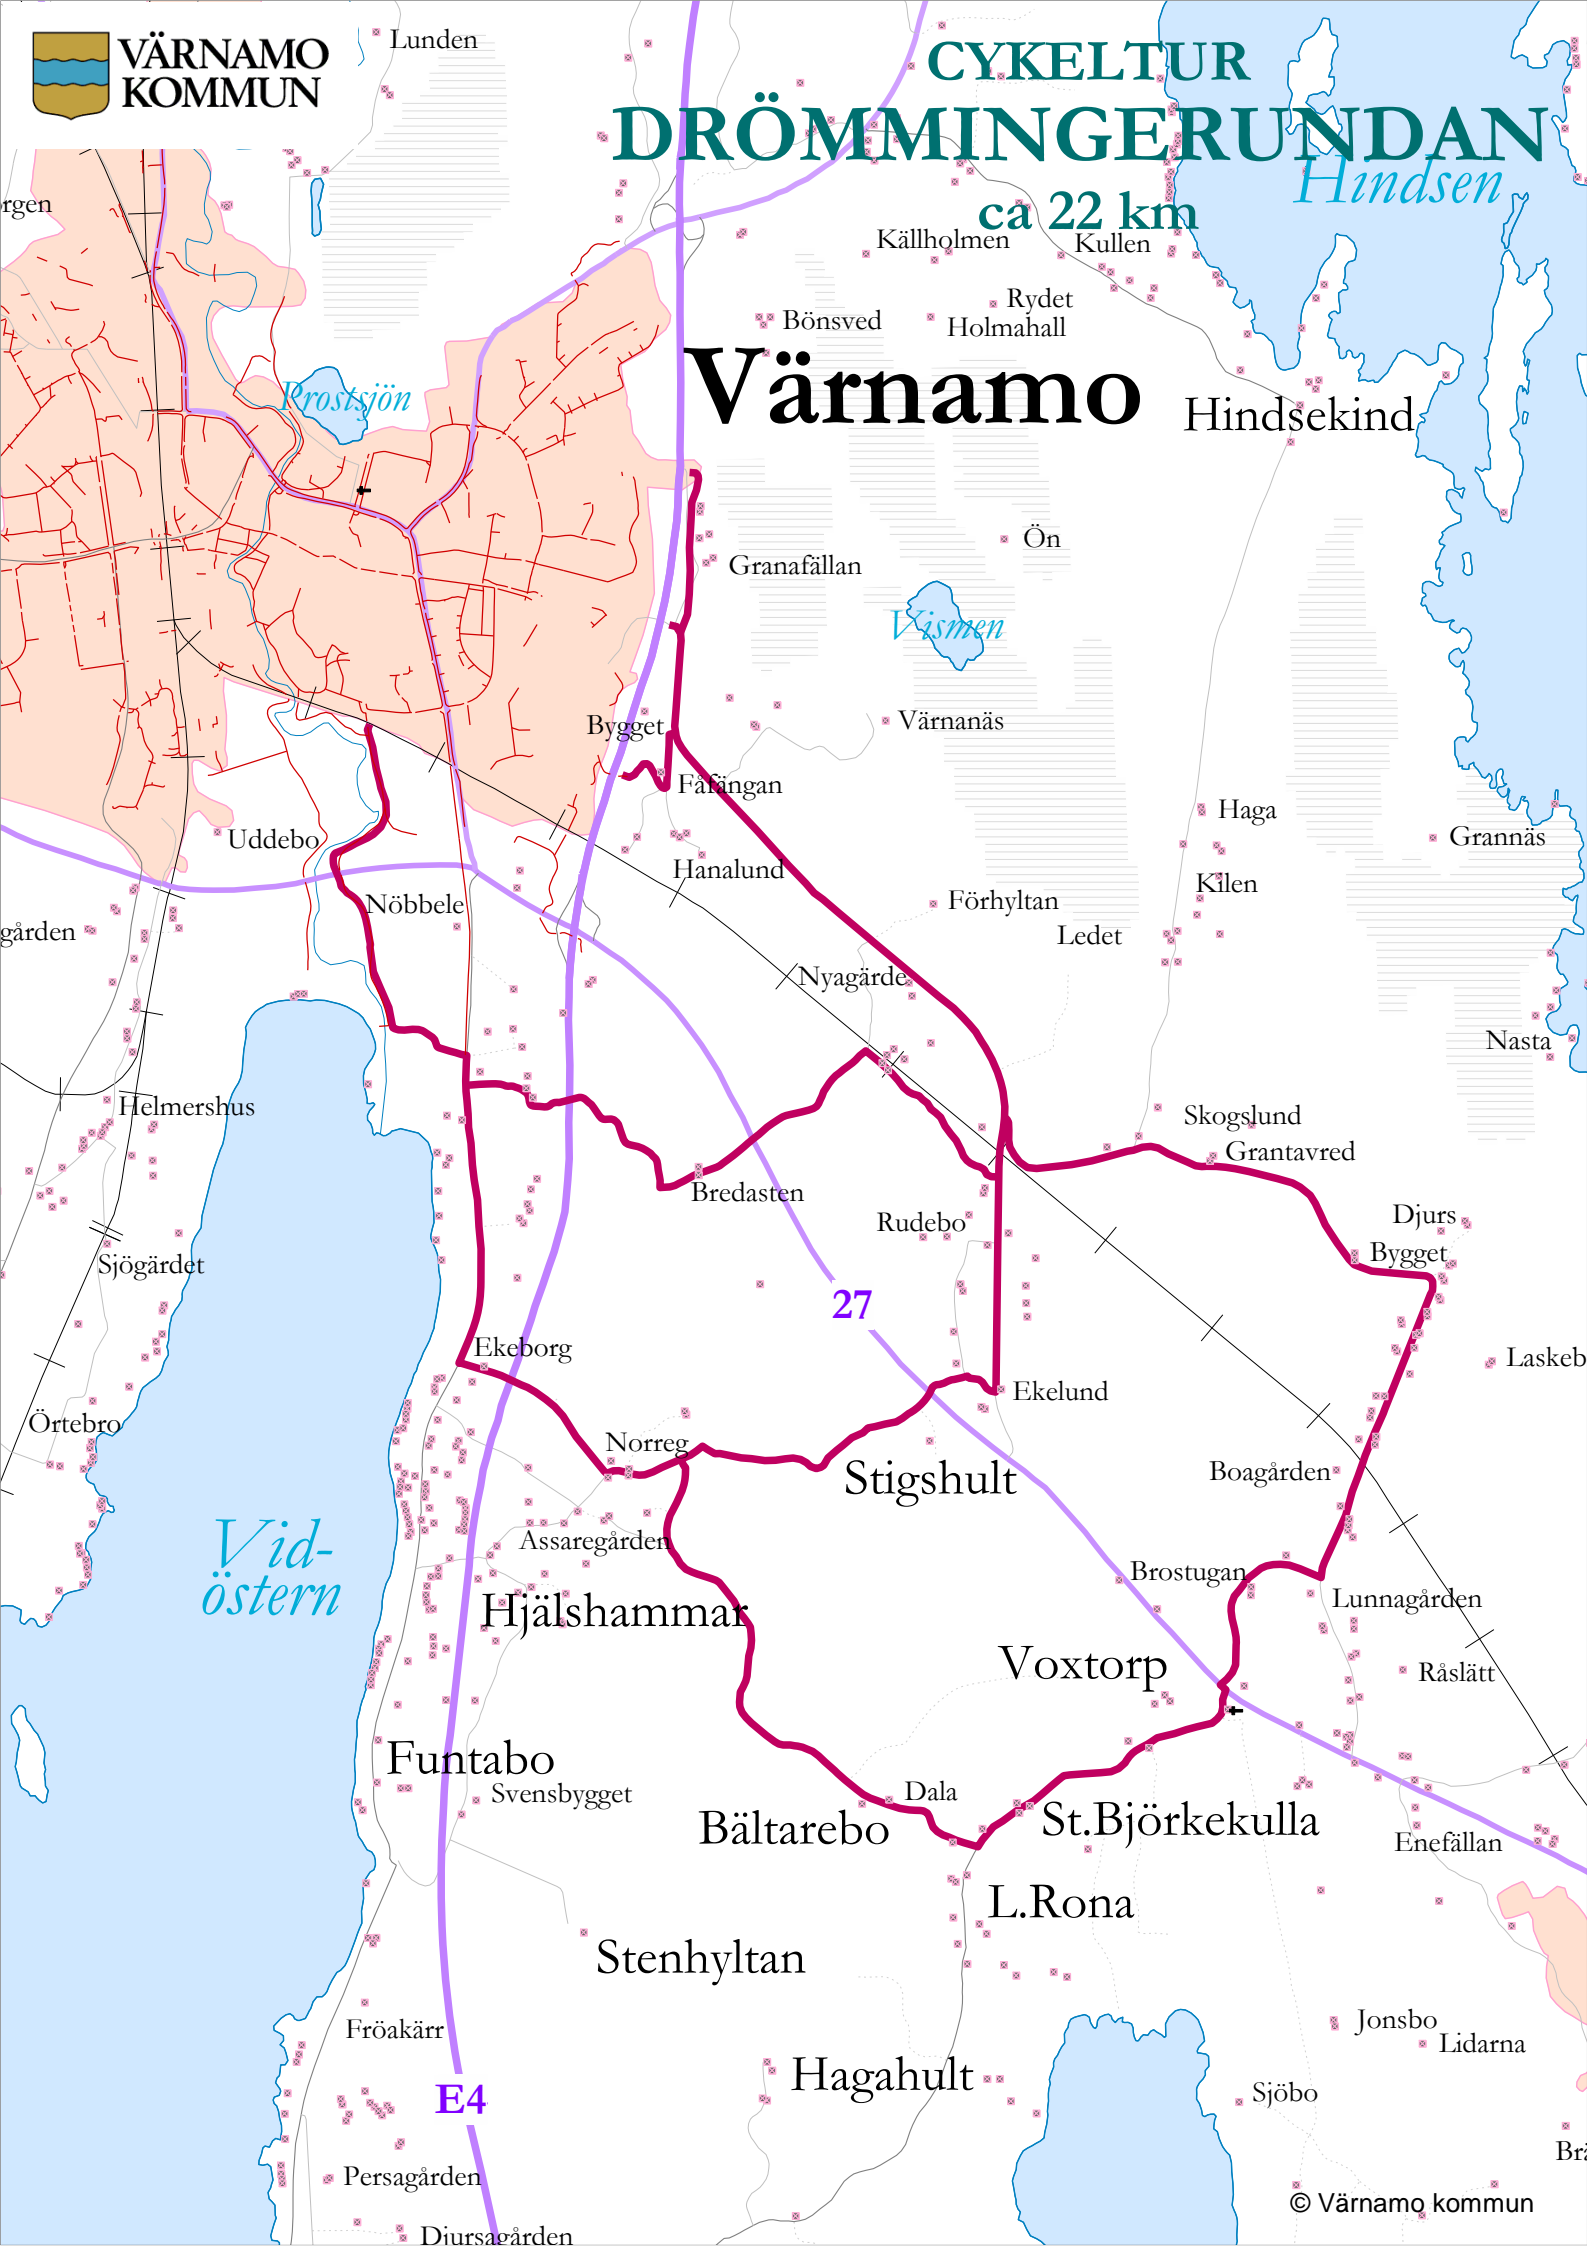 VÄRNAMO
KOMMUN
Lunden
CYKELTUR
DRÖMMINGERUNDAN
ca 22 km
Hindsen
rgen
Källholmen
Kullen
Rydet
Bönsved
Holmahall
Värnamo
Prostsjön
Hindsekind
Ön
Granafällan
Vismen
Bygget
Värnanäs
Fåfängan
Haga
Uddebo
Grannäs
Hanalund
Kilen
Nöbbele
Förhyltan
gården
Ledet
Nyagärde
Nasta
Helmershus
Skogslund
Grantavred
Bredasten
Djurs
Rudebo
Bygget
Sjögärdet
27
Ekeborg
Laskeb
Ekelund
Örtebro
Norreg
Boagården
Stigshult
Vid-
östern
Assaregården
Brostugan
Hjälshammar
Lunnagården
Voxtorp
Råslätt
Funtabo
Svensbygget
Dala
Bältarebo
St.Björkekulla
Enefällan
L.Rona
Stenhyltan
Fröakärr
Jonsbo
Lidarna
Hagahult
E4
Sjöbo
Brä
Persagården
© Värnamo kommun
Djursagården